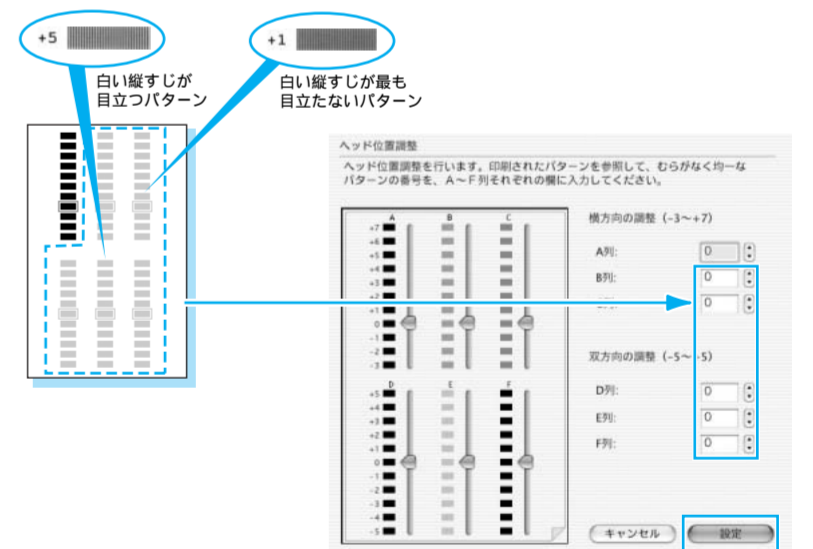 +5
白い縦すじが
目立つパターン
+1
白い縦すじが最も
目立たないパターン
ヘッド位置調整
ヘッド位置調整を行います。印刷されたパターンを参照して、むらがなく均一な
パターンの番号を、A～F列それぞれの欄に入力してください。
A B C
+7
+6
+5
+4
+3
+2
+1
0
-1
-2
-3
D E F
+5
+4
+3
+2
+1
0
-1
-2
-3
-4
-5
横方向の調整（-3～+7）
A列: 0
B列: 0
0
双方向の調整（-5～+5）
D列: 0
E列: 0
F列: 0
キャンセル 設定